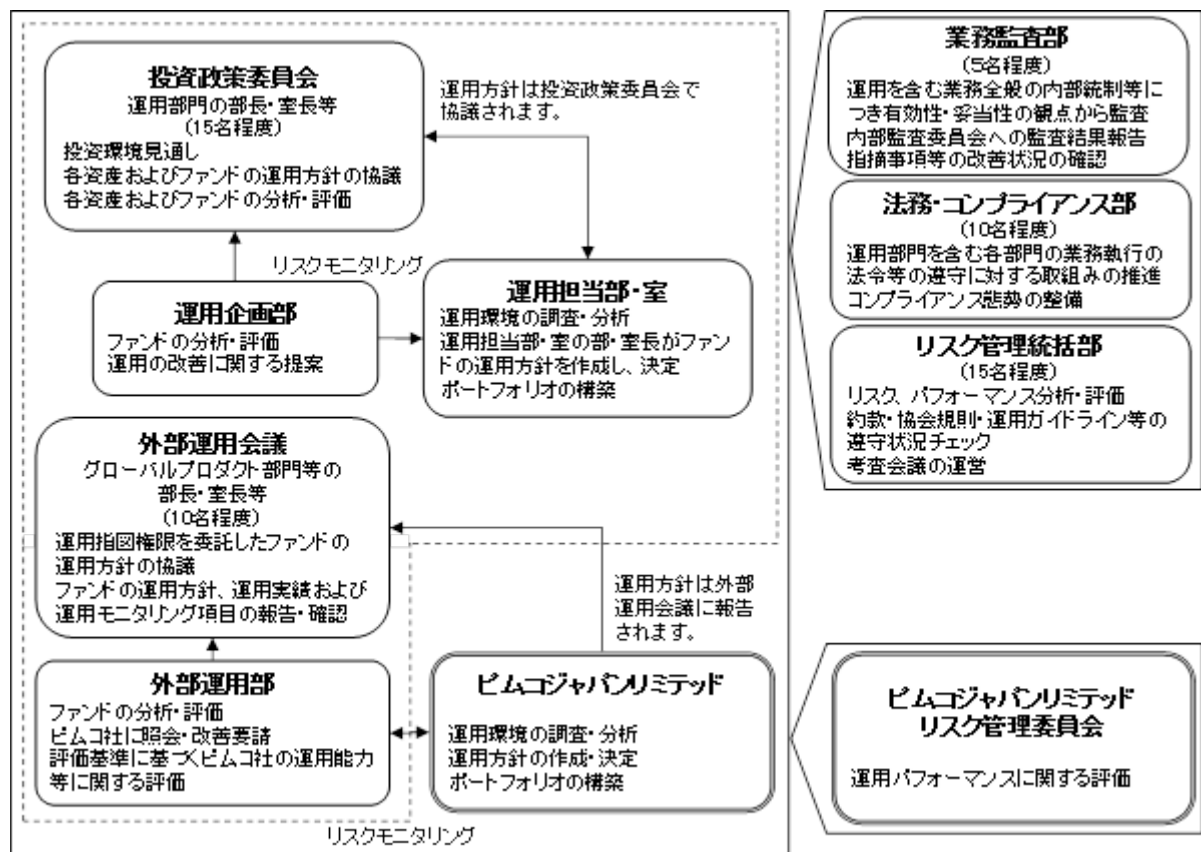 投資政策委員会
運用部門の部長・室長等
(15名程度)
投資環境見通し
各資産およびファンドの運用方針の協議
各資産およびファンドの分析・評価
運用方針は投資政策委員会で
協議されます。
リスクモニタリング
運用企画部
ファンドの分析・評価
運用の改善に関する提案
運用担当部・室
運用環境の調査・分析
運用担当部・室の部・室長がファン
ドの運用方針を作成し、決定
ポートフォリオの構築
外部運用会議
グローバルプロダクト部門等の
部長・室長等
(10名程度)
運用指図権限を委託したファンドの
運用方針の協議
ファンドの運用方針、運用実績および
運用モニタリング項目の報告・確認
運用方針は外部
運用会議に報告
されます。
外部運用部
ファンドの分析・評価
ピムコ社に照会・改善要請
評価基準に基づくピムコ社の運用能力
等に関する評価
ピムコジャパンリミテッド
運用環境の調査・分析
運用方針の作成・決定
ポートフォリオの構築
リスクモニタリング
業務監査部
(5名程度)
運用を含む業務全般の内部統制等に
つき有効性・妥当性の観点から監査
内部監査委員会への監査結果報告
指摘事項等の改善状況の確認
法務・コンプライアンス部
(10名程度)
運用部門を含む各部門の業務執行の
法令等の遵守に対する取組みの推進
コンプライアンス態勢の整備
リスク管理統括部
(15名程度)
リスク、パフォーマンス分析・評価
約款・協会規則・運用ガイドライン等の
遵守状況チェック
考査会議の運営
ピムコジャパンリミテッド
リスク管理委員会
運用パフォーマンスに関する評価